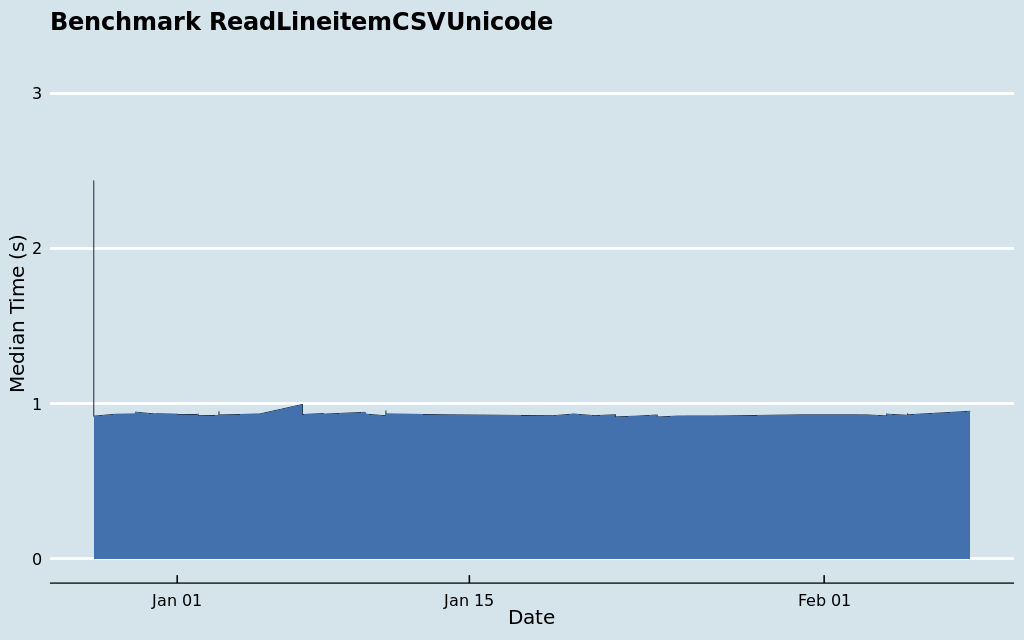 Benchmark ReadLineitemCSVUnicode
3
2
1
0
Median Time (s)
Jan 01
Jan 15
Feb 01
Date